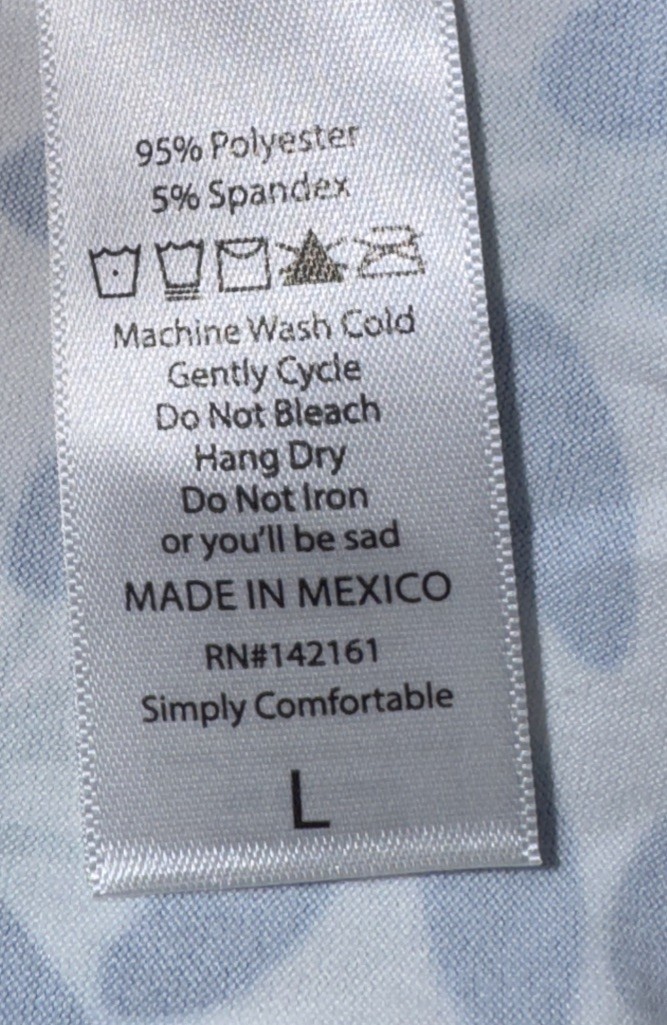 95% Polyester
5% Spandex
Machine Wash Cold
Gently Cycle
Do Not Bleach
Hang Dry
Do Not Iron
or you'll be sad
MADE IN MEXICO
RN#142161
Simply Comfortable
L